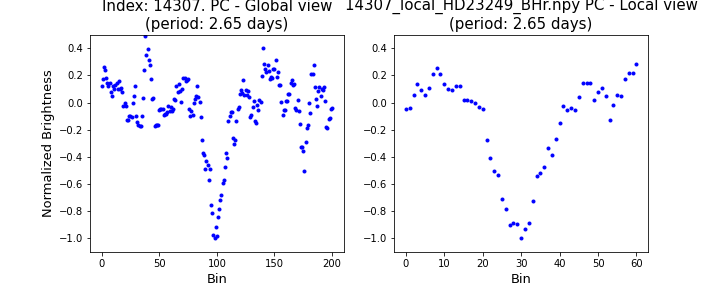 Index: 14307. PC - Global view
(period: 2.65 days)
14307_local_HD23249_BHr.npy PC - Local view
(period: 2.65 days)
Normalized Brightness
0.4
0.2
0.0
−0.2
−0.4
−0.6
−0.8
−1.0
0 50 100 150 200
Bin
0.4
0.2
0.0
−0.2
−0.4
−0.6
−0.8
−1.0
0 10 20 30 40 50 60
Bin